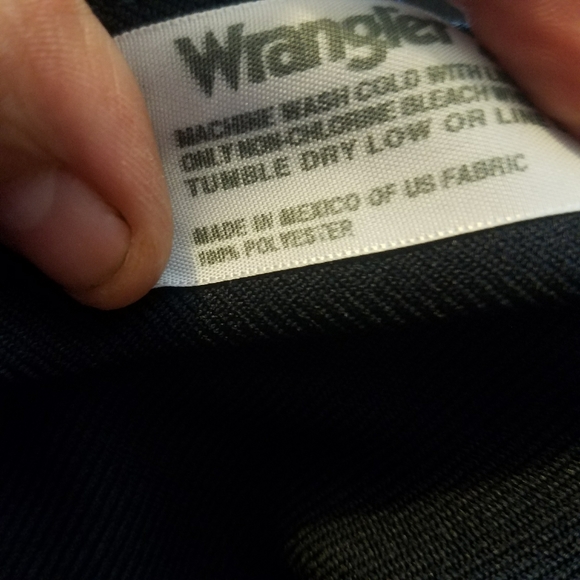 Wrangler
MACHINE WASH COLD WITH
ONLY NON-CHLORINE BLEACH
TUMBLE DRY LOW OR LIN
MADE IN MEXICO OF US FABRIC
100% POLYESTER